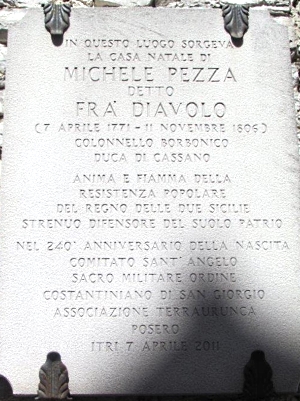 IN QUESTO LUOGO SORGEVA
LA CASA NATALE DI
MICHELE PEZZA
DETTO
FRA' DIAVOLO
(7 APRILE 1771 - 11 NOVEMBRE 1806)
COLONNELLO BORBONICO
DUCA DI CASSANO
ANIMA E FIAMMA DELLA
RESISTENZA POPOLARE
DEL REGNO DELLE DUE SICILIE
STRENUO DIFENSORE DEL SUOLO PATRIO
NEL 240° ANNIVERSARIO DELLA NASCITA
COMITATO SANT' ANGELO
SACRO MILITARE ORDINE
COSTANTINIANO DI SAN GIORGIO
ASSOCIAZIONE TERRAURUNCA
POSERO
ITRI 7 APRILE 2011